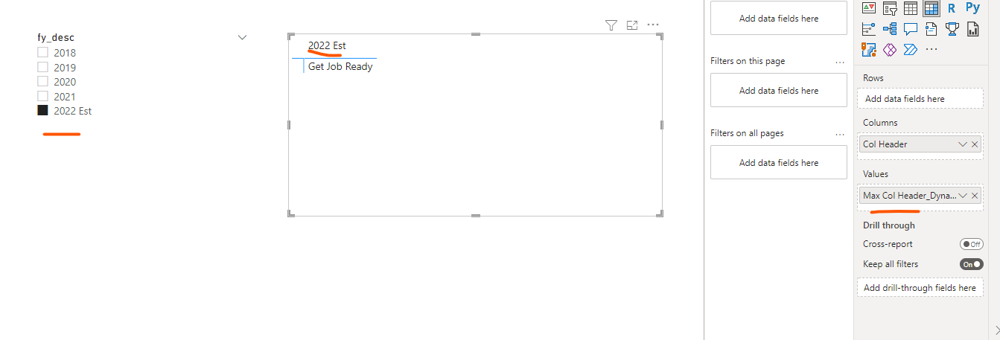 fy_desc
2018
2019
2020
2021
2022 Est
2022 Est
Get Job Ready
Add data fields here
Filters on this page
...
Add data fields here
Filters on all pages
...
Add data fields here
R
Py
...
Rows
Add data fields here
Columns
Col Header
Values
Max Col Header_Dyna...
Drill through
Cross-report
Off
Keep all filters
On
Add drill-through fields here